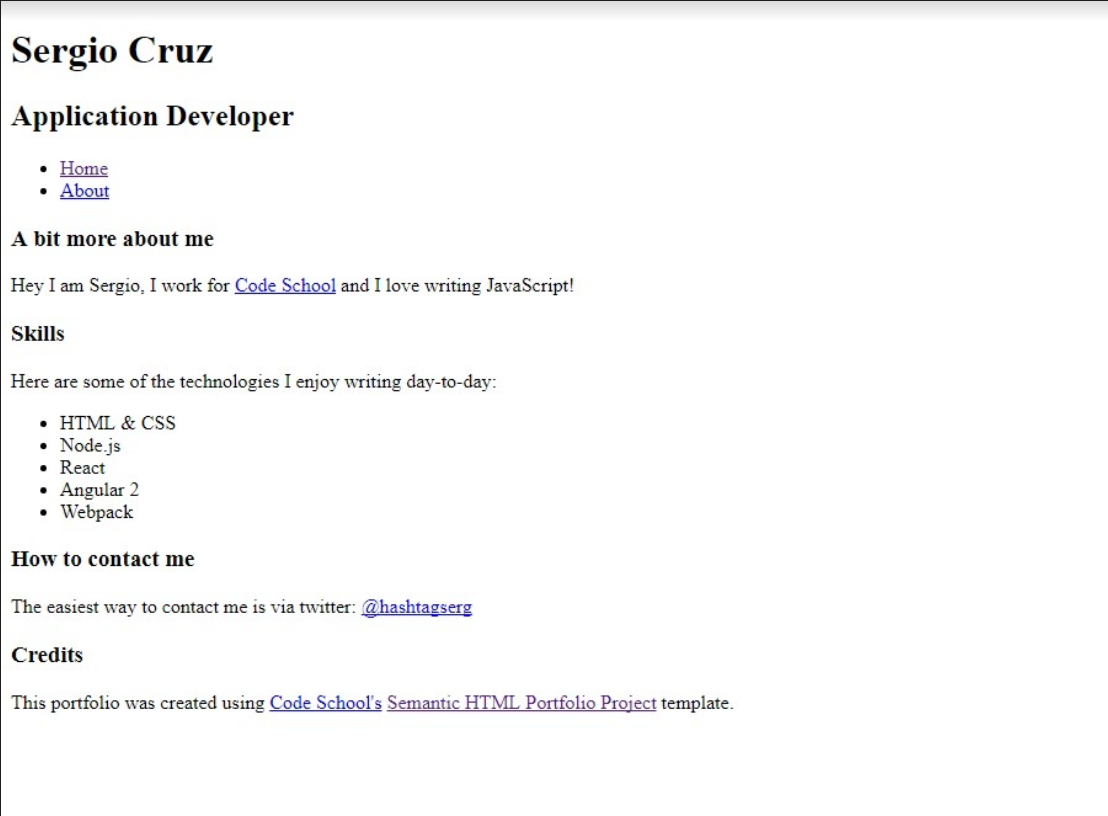 Sergio Cruz
Application Developer
Home
About
A bit more about me
Hey I am Sergio, I work for Code School and I love writing JavaScript!
Skills
Here are some of the technologies I enjoy writing day-to-day:
HTML & CSS
Node.js
React
Angular 2
Webpack
How to contact me
The easiest way to contact me is via twitter: @hashtagserg
Credits
This portfolio was created using Code School's Semantic HTML Portfolio Project template.